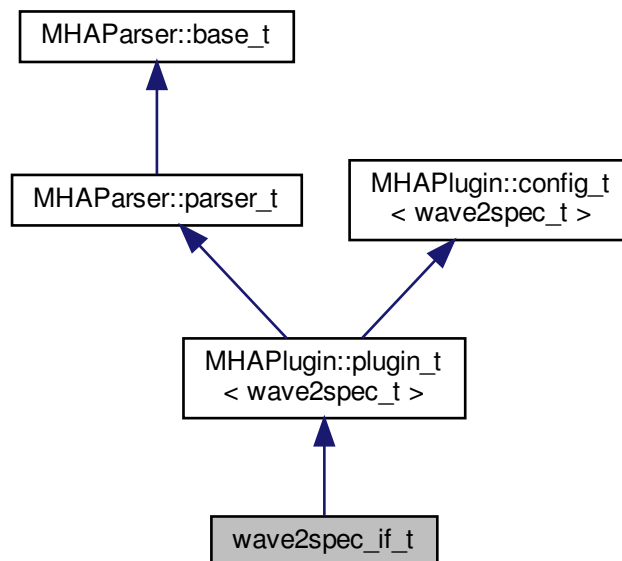 MHAParser::base_t
MHAParser::parser_t
MHAPlugin::config_t
< wave2spec_t >
MHAPlugin::plugin_t
< wave2spec_t >
wave2spec_if_t